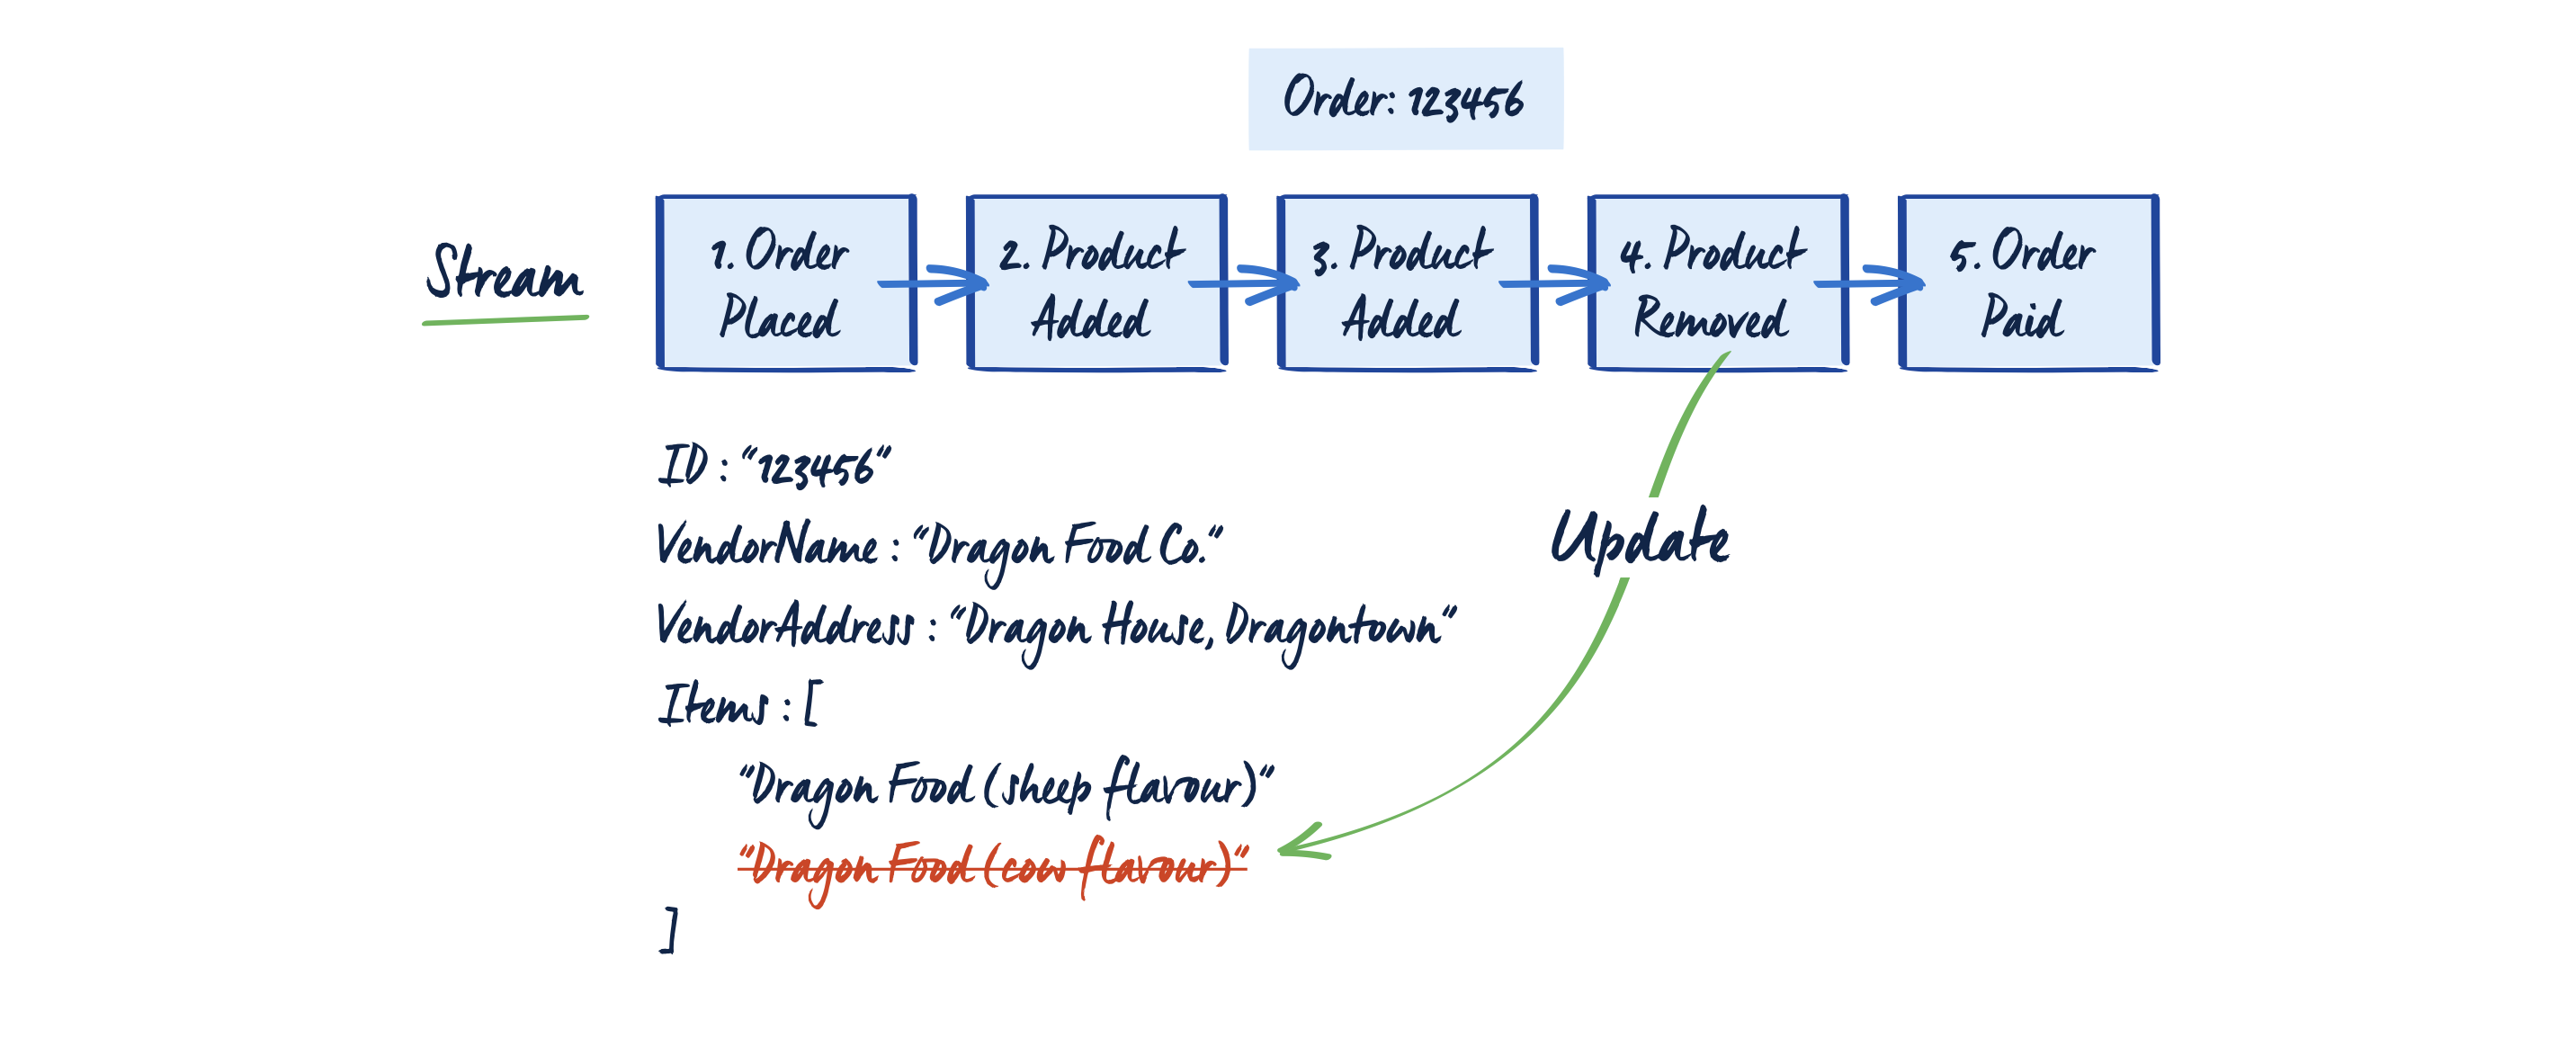 Order: 123456
Stream
1. Order
Placed
2. Product
Added
3. Product
Added
4. Product
Removed
5. Order
Paid
ID : "123456"
VendorName : "Dragon Food Co."
VendorAddress : "Dragon House, Dragontown"
Items : [
"Dragon Food (sheep flavour)"
"Dragon Food (cow flavour)"
]
Update